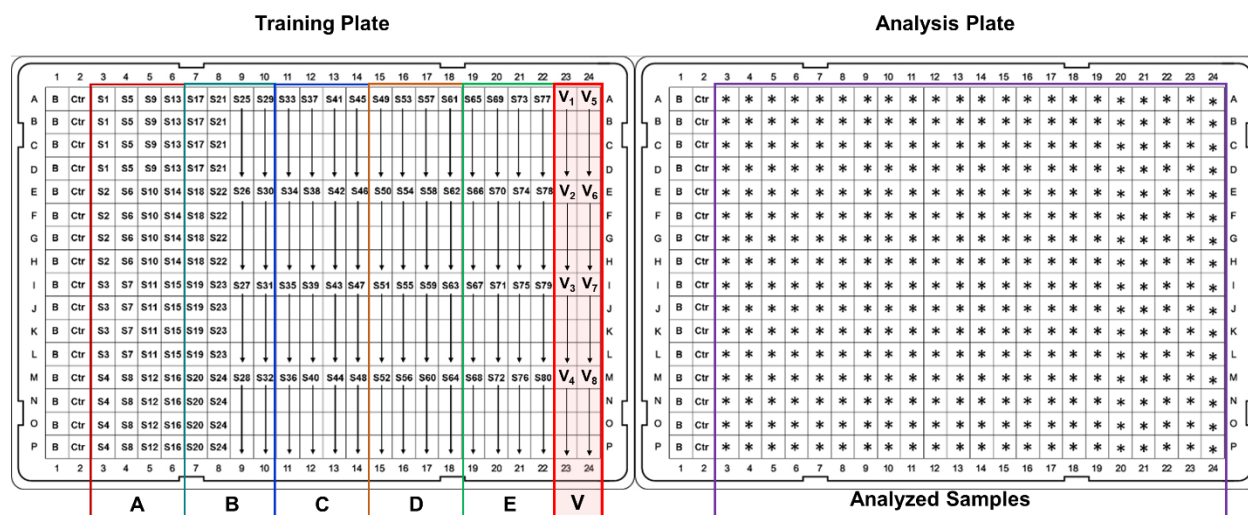 Training Plate
1 2 3 4 5 6 7 8 9 10 11 12 13 14 15 16 17 18 19 20 21 22 23 24
A B Ctr S1 S5 S9 S13 S17 S21 S25 S29 S33 S37 S41 S45 S49 S53 S57 S61 S65 S69 S73 S77 V1 V5 A
B B Ctr S1 S5 S9 S13 S17 S21 B
C B Ctr S1 S5 S9 S13 S17 S21 C
D B Ctr S1 S5 S9 S13 S17 S21 D
E B Ctr S2 S6 S10 S14 S18 S22 S26 S30 S34 S38 S42 S46 S50 S54 S58 S62 S66 S70 S74 S78 V2 V6 E
F B Ctr S2 S6 S10 S14 S18 S22 F
G B Ctr S2 S6 S10 S14 S18 S22 G
H B Ctr S2 S6 S10 S14 S18 S22 H
I B Ctr S3 S7 S11 S15 S19 S23 S27 S31 S35 S39 S43 S47 S51 S55 S59 S63 S67 S71 S75 S79 V3 V7 I
J B Ctr S3 S7 S11 S15 S19 S23 J
K B Ctr S3 S7 S11 S15 S19 S23 K
L B Ctr S3 S7 S11 S15 S19 S23 L
M B Ctr S4 S8 S12 S16 S20 S24 S28 S32 S36 S40 S44 S48 S52 S56 S60 S64 S68 S72 S76 S80 V4 V8 M
N B Ctr S4 S8 S12 S16 S20 S24 N
O B Ctr S4 S8 S12 S16 S20 S24 O
P B Ctr S4 S8 S12 S16 S20 S24 P
1 2 3 4 5 6 7 8 9 10 11 12 13 14 15 16 17 18 19 20 21 22 23 24
A B C D E V
Analysis Plate
1 2 3 4 5 6 7 8 9 10 11 12 13 14 15 16 17 18 19 20 21 22 23 24
B Ctr * * * * * * * * * * * * * * * * * * * * * * A
B Ctr * * * * * * * * * * * * * * * * * * * * * * B
B Ctr * * * * * * * * * * * * * * * * * * * * * * C
B Ctr * * * * * * * * * * * * * * * * * * * * * * D
B Ctr * * * * * * * * * * * * * * * * * * * * * * E
B Ctr * * * * * * * * * * * * * * * * * * * * * * F
B Ctr * * * * * * * * * * * * * * * * * * * * * * G
B Ctr * * * * * * * * * * * * * * * * * * * * * * H
B Ctr * * * * * * * * * * * * * * * * * * * * * * I
B Ctr * * * * * * * * * * * * * * * * * * * * * * J
B Ctr * * * * * * * * * * * * * * * * * * * * * * K
B Ctr * * * * * * * * * * * * * * * * * * * * * * L
B Ctr * * * * * * * * * * * * * * * * * * * * * * M
B Ctr * * * * * * * * * * * * * * * * * * * * * * N
B Ctr * * * * * * * * * * * * * * * * * * * * * * O
B Ctr * * * * * * * * * * * * * * * * * * * * * * P
1 2 3 4 5 6 7 8 9 10 11 12 13 14 15 16 17 18 19 20 21 22 23 24
Analyzed Samples